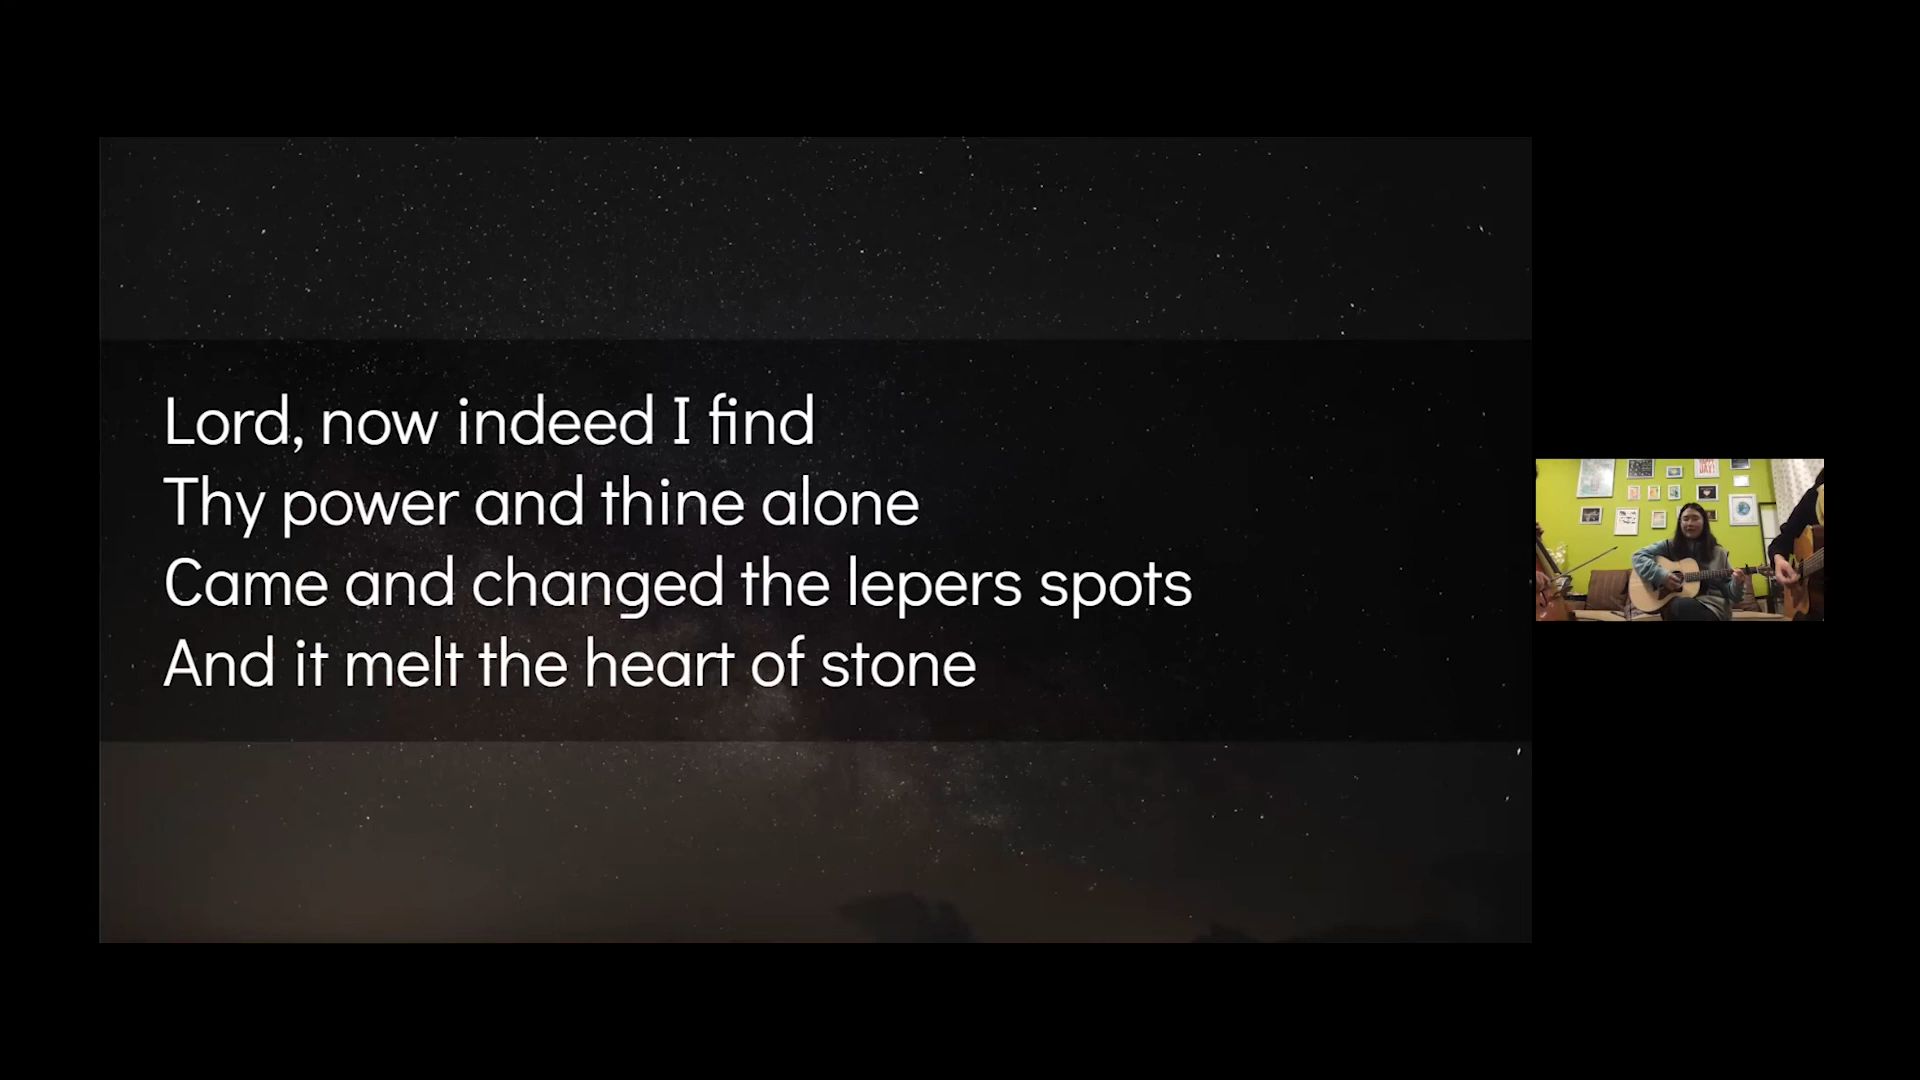 Lord, now indeed I find
Thy power and thine alone
Came and changed the lepers spots
And it melt the heart of stone